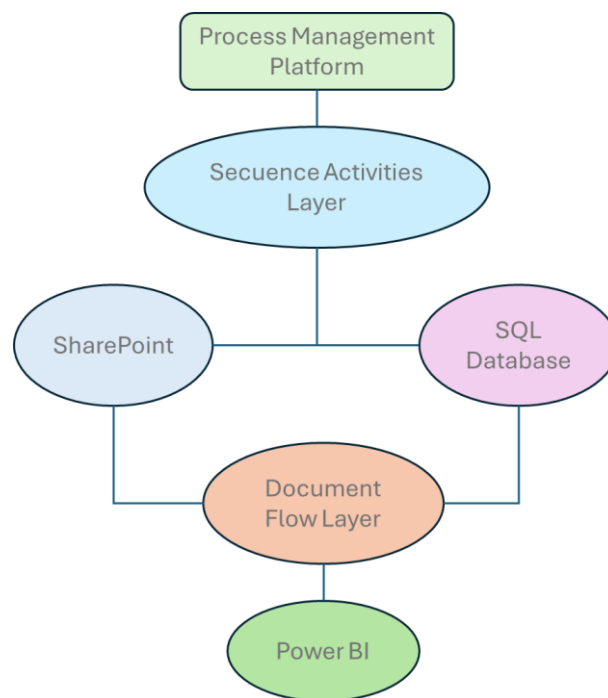 Process Management
Platform
Secuence Activities
Layer
SharePoint
SQL
Database
Document
Flow Layer
Power BI